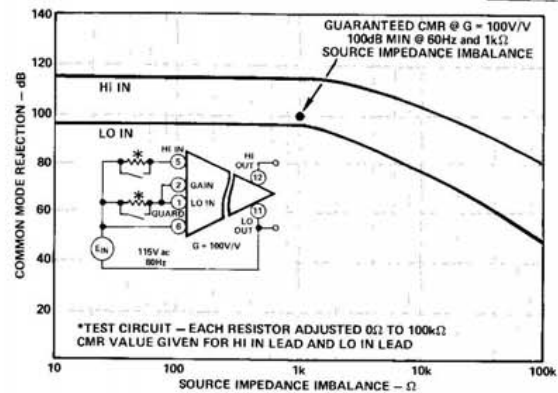 GUARANTEED CMR @ G = 100V/V
100dB MIN @ 60Hz and 1kΩ
SOURCE IMPEDANCE IMBALANCE
COMMON MODE REJECTION – dB
140
120
100
80
60
40
20
Hi IN
LO IN
*
HI IN
5
2
GAIN
*
1
LO IN
GUARD
6
EIN
115V ac
60Hz
G = 100V/V
HI
OUT
12
11
LO
OUT
*TEST CIRCUIT – EACH RESISTOR ADJUSTED 0Ω TO 100kΩ
CMR VALUE GIVEN FOR HI IN LEAD AND LO IN LEAD
10
100
1k
10k
100k
SOURCE IMPEDANCE IMBALANCE – Ω